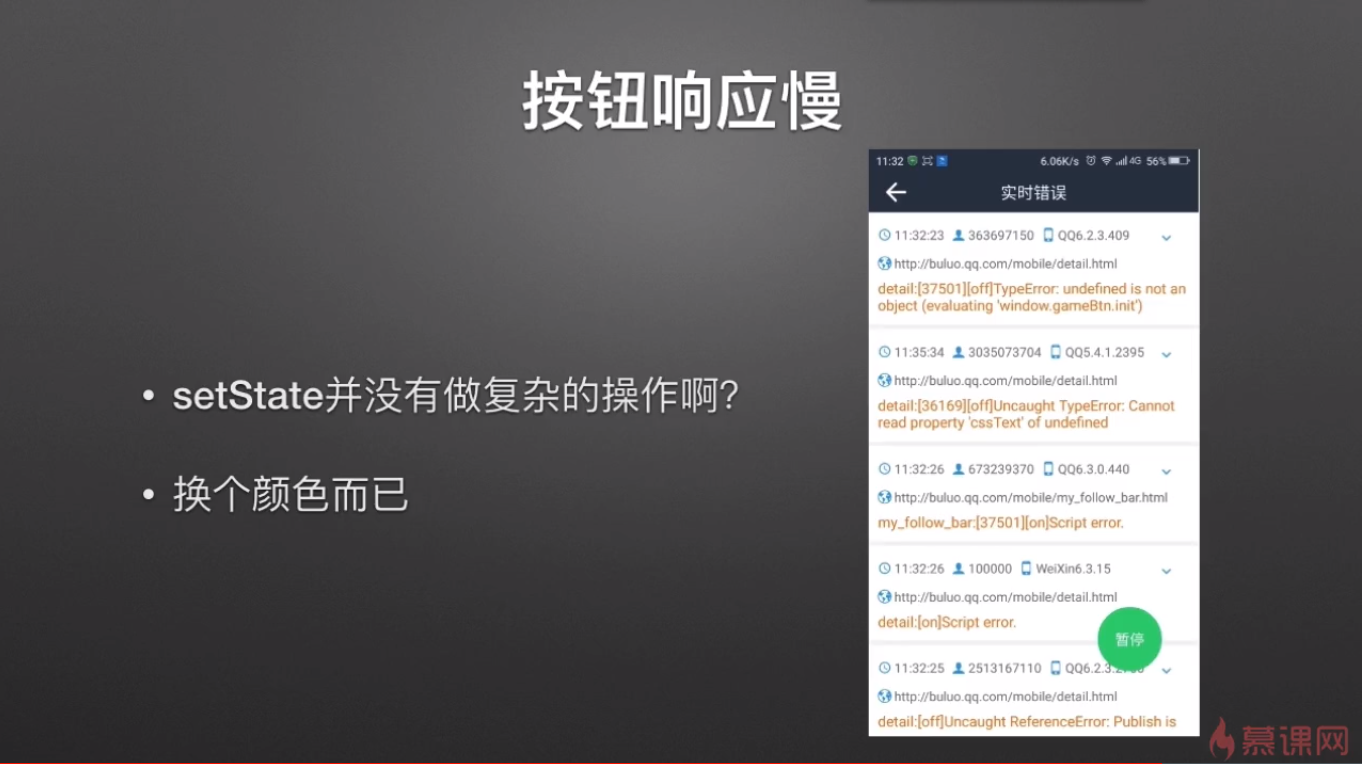 按钮响应慢
• setState并没有做复杂的操作啊?
• 换个颜色而已
11:32 6.06K/s 4G 56%
实时错误
11:32:23 363697150 QQ6.2.3.409
http://buluo.qq.com/mobile/detail.html
detail:[37501][off]TypeError: undefined is not an
object (evaluating 'window.gameBtn.init')
11:35:34 3035073704 QQ5.4.1.2395
http://buluo.qq.com/mobile/detail.html
detail:[36169][off]Uncaught TypeError: Cannot
read property 'cssText' of undefined
11:32:26 673239370 QQ6.3.0.440
http://buluo.qq.com/mobile/my_follow_bar.html
my_follow_bar:[37501][on]Script error.
11:32:26 100000 WeiXin6.3.15
http://buluo.qq.com/mobile/detail.html
detail:[on]Script error.
暂停
11:32:25 2513167110
http://buluo.qq.com/mobile/detail.html
detail:[off]Uncaught ReferenceError: Publish is
慕课网